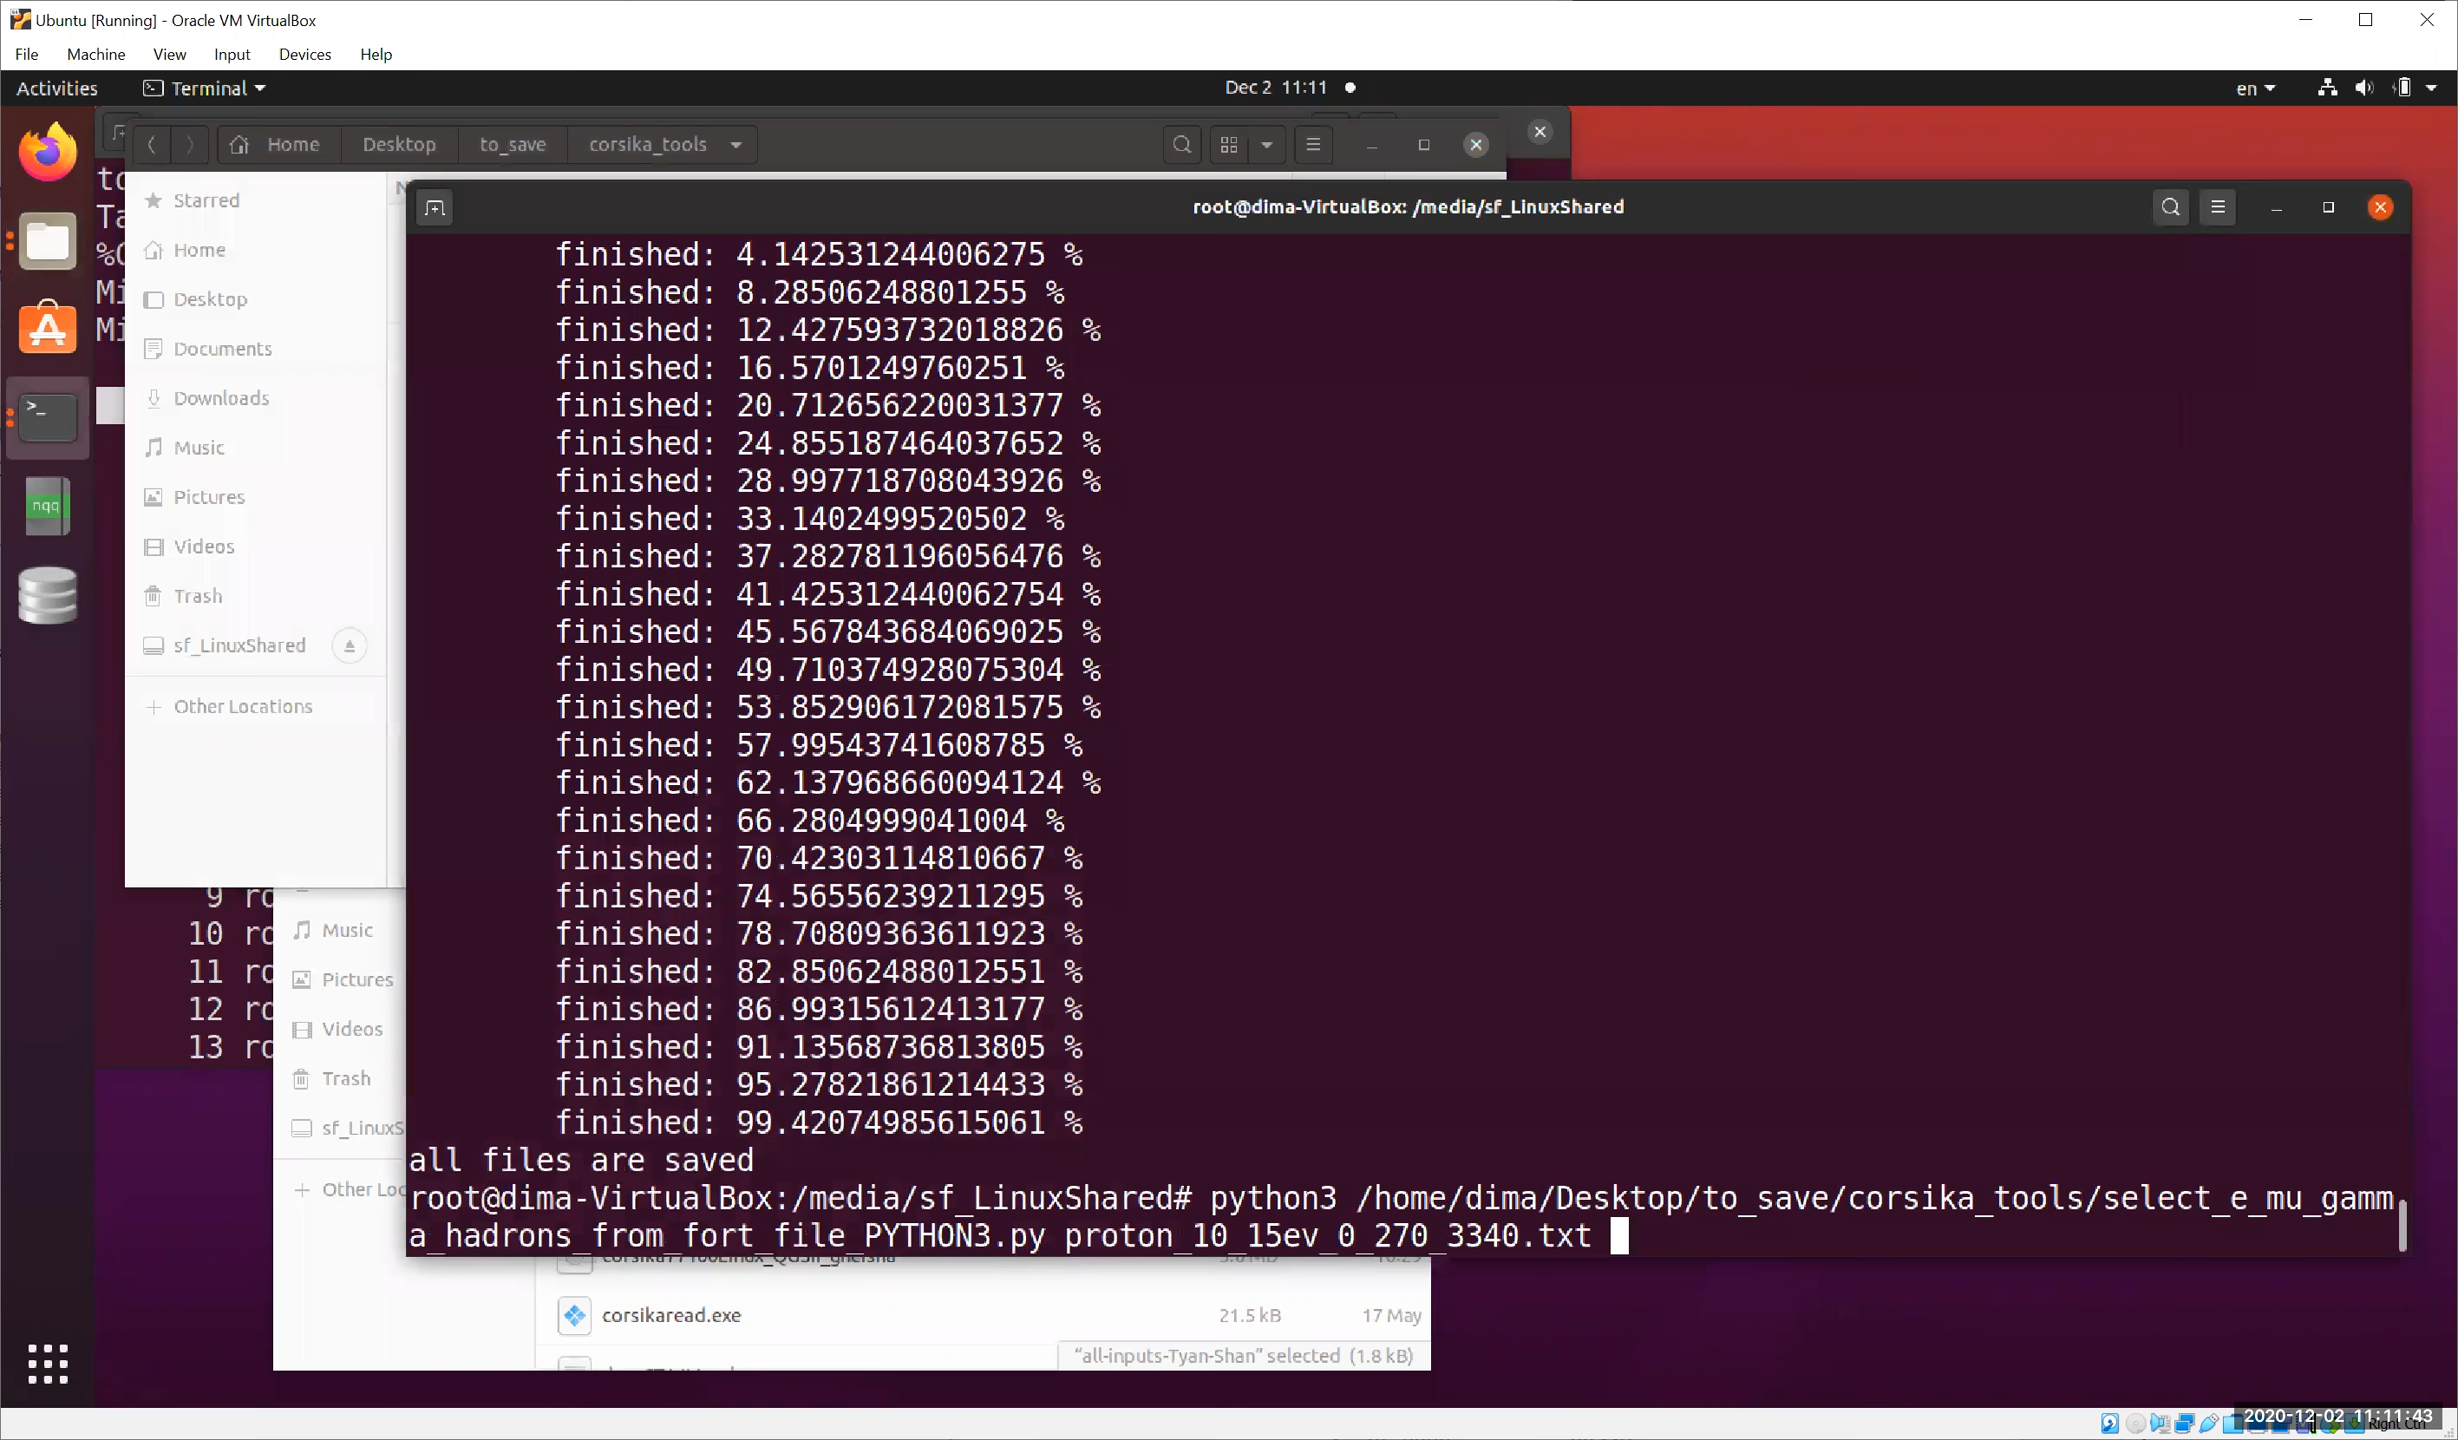 Ubuntu [Running] - Oracle VM VirtualBox
File Machine View Input Devices Help
Activities Terminal Dec 2 11:11 en
Home Desktop to_save corsika_tools
Starred
Home
Desktop
Documents
Downloads
Music
Pictures
Videos
Trash
sf_LinuxShared
Other Locations
nqq
root@dima-VirtualBox: /media/sf_LinuxShared
finished: 4.142531244006275 %
finished: 8.28506248801255 %
finished: 12.427593732018826 %
finished: 16.5701249760251 %
finished: 20.712656220031377 %
finished: 24.855187464037652 %
finished: 28.997718708043926 %
finished: 33.1402499520502 %
finished: 37.282781196056476 %
finished: 41.425312440062754 %
finished: 45.567843684069025 %
finished: 49.710374928075304 %
finished: 53.852906172081575 %
finished: 57.99543741608785 %
finished: 62.137968660094124 %
finished: 66.2804999041004 %
finished: 70.42303114810667 %
finished: 74.56556239211295 %
finished: 78.70809363611923 %
finished: 82.85062488012551 %
finished: 86.99315612413177 %
finished: 91.13568736813805 %
finished: 95.27821861214433 %
finished: 99.42074985615061 %
all files are saved
root@dima-VirtualBox:/media/sf_LinuxShared# python3 /home/dima/Desktop/to_save/corsika_tools/select_e_mu_gamm
a_hadrons_from_fort_file_PYTHON3.py proton_10_15ev_0_270_3340.txt
9
10
11
12
13
Music
Pictures
Videos
Trash
sf_LinuxS
Other Loc
corsikaread.exe 21.5 kB 17 May
“all-inputs-Tyan-Shan” selected (1.8 kB)
2020-12-02 11:11:43
Right Ctrl